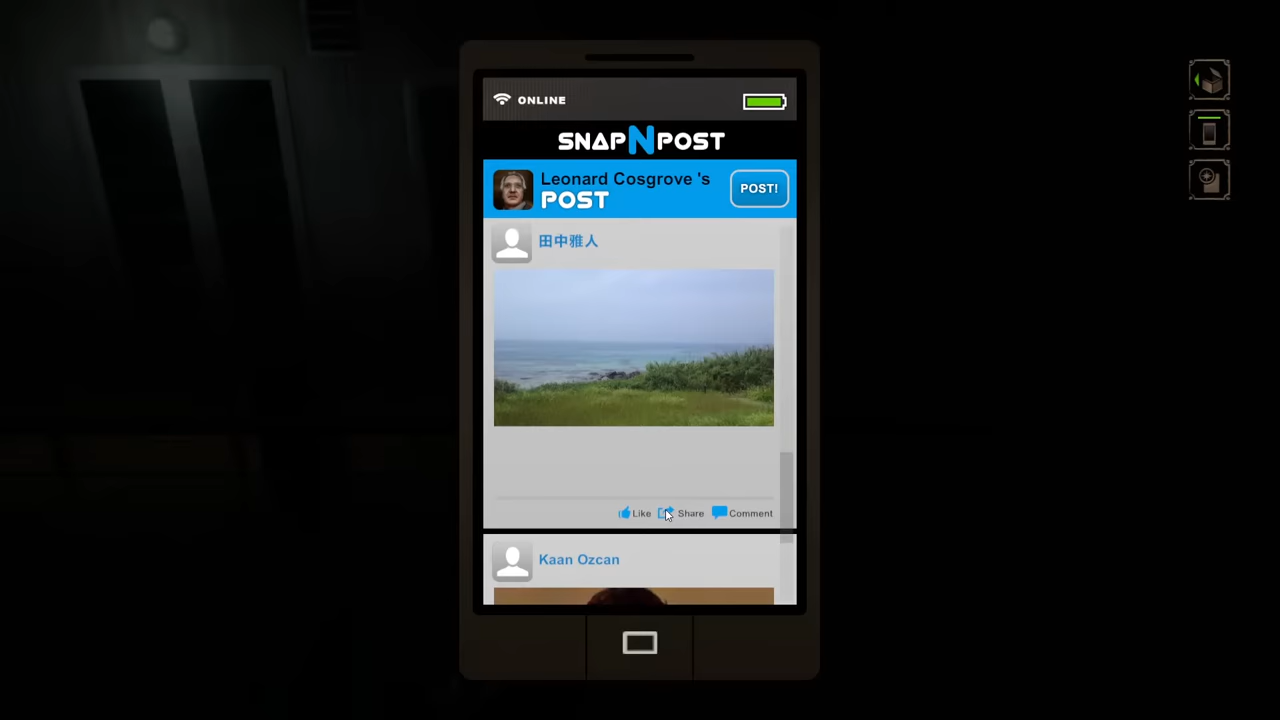 ONLINE
SNAPNPOST
Leonard Cosgrove 's
POST
POST!
田中雅人
Like
Share
Comment
Kaan Ozcan